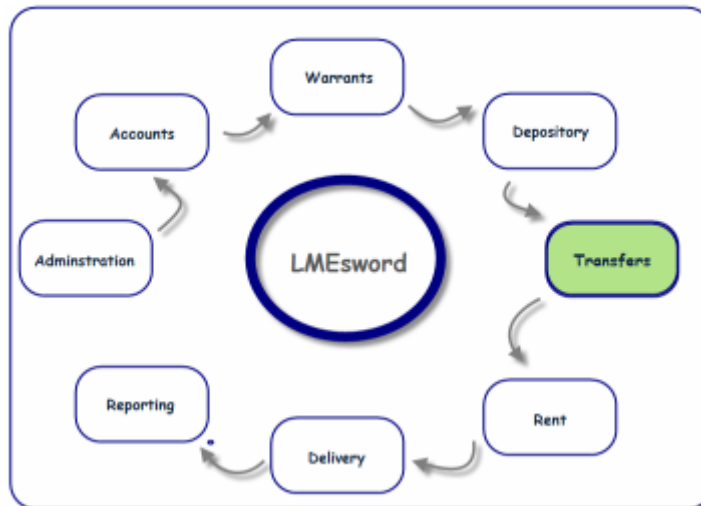 Warrants
Accounts
Depository
Adminstration
LMEsword
Transfers
Reporting
Rent
Delivery